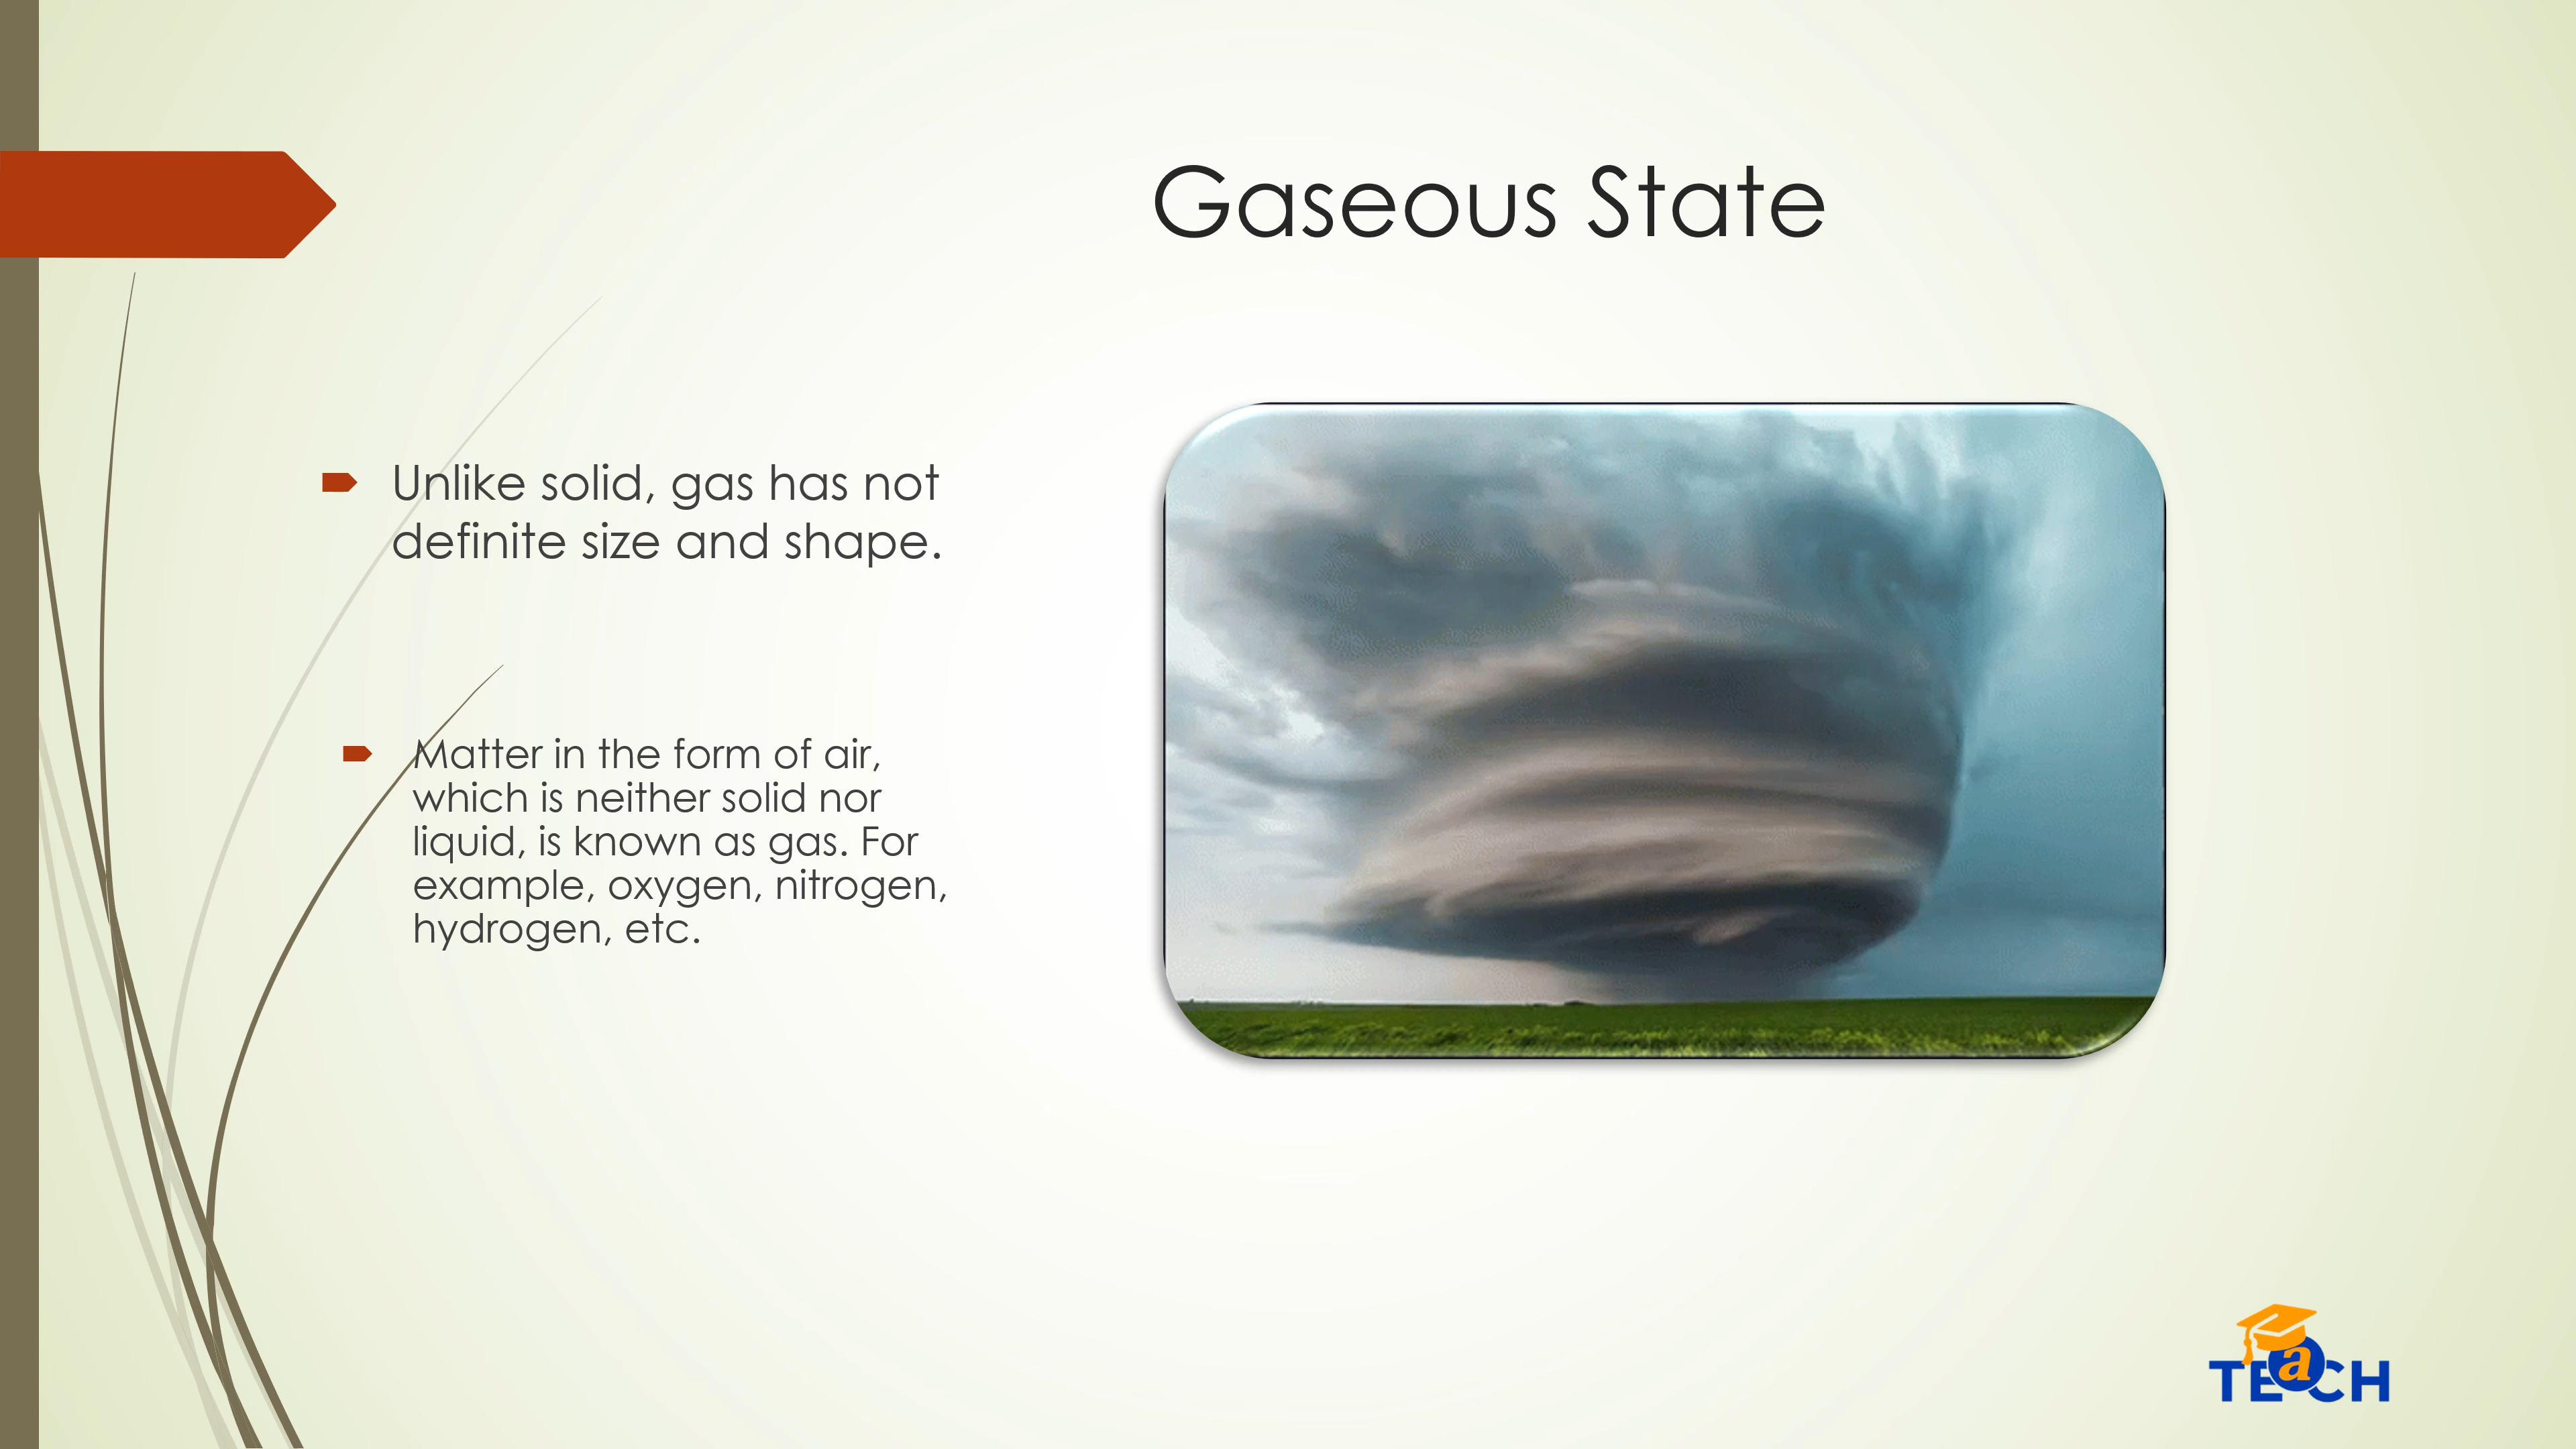 Gaseous State
Unlike solid, gas has not
definite size and shape.
Matter in the form of air,
which is neither solid nor
liquid, is known as gas. For
example, oxygen, nitrogen,
hydrogen, etc.
TEaCH